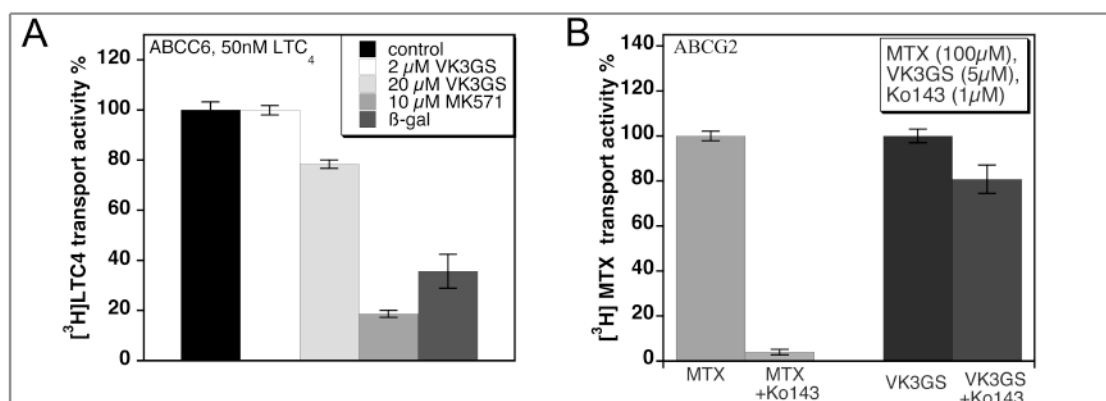 A
ABCC6, 50nM LTC4
control
2 µM VK3GS
20 µM VK3GS
10 µM MK571
ß-gal
[3H]LTC4 transport activity %
120
100
80
60
40
20
0
B
ABCG2
MTX (100µM),
VK3GS (5µM),
Ko143 (1µM)
[3H] MTX transport activity %
140
120
100
80
60
40
20
0
MTX
MTX
+Ko143
VK3GS
VK3GS
+Ko143